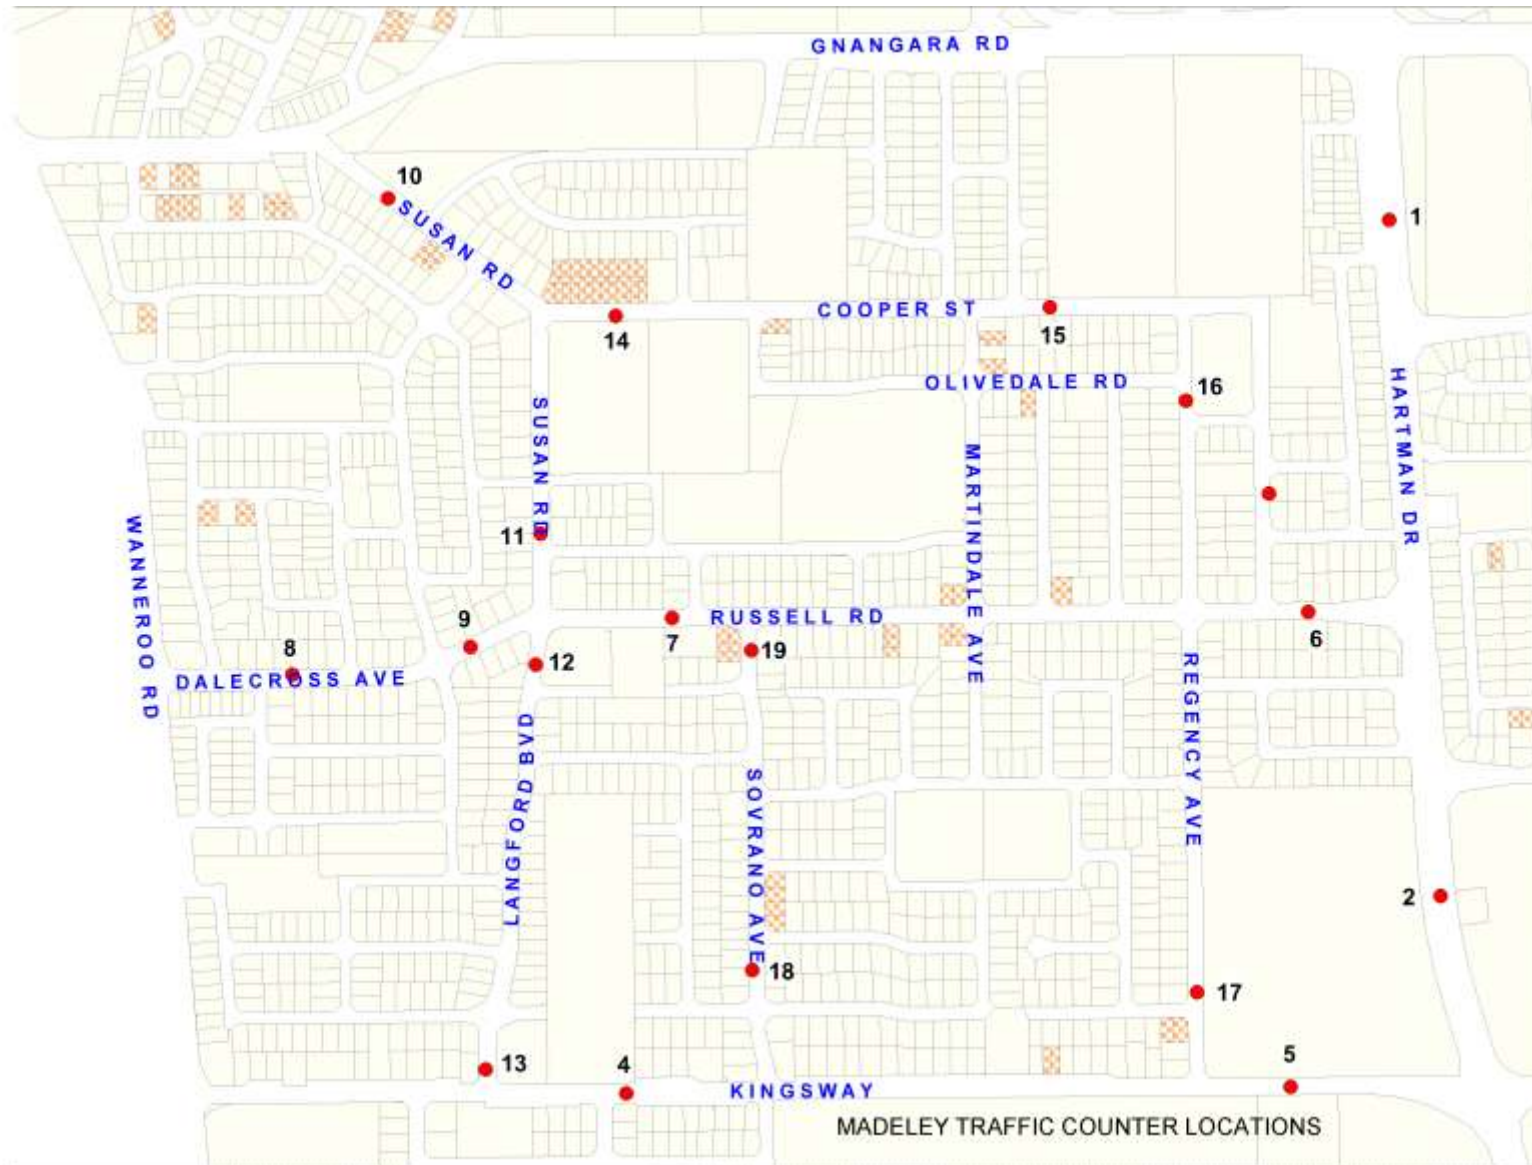 GNANGARA RD
10
SUSAN RD
1
COOPER ST
14
15
OLIVEDALE RD
16
HARTMAN DR
SUSAN RD
MARTINDALE AVE
11
WANNEROO RD
RUSSELL RD
9
7
6
8
19
12
DALECROSS AVE
REGENCY AVE
LANGFORD BVD
SOVRANO AVE
2
18
17
13
4
5
KINGSWAY
MADELEY TRAFFIC COUNTER LOCATIONS